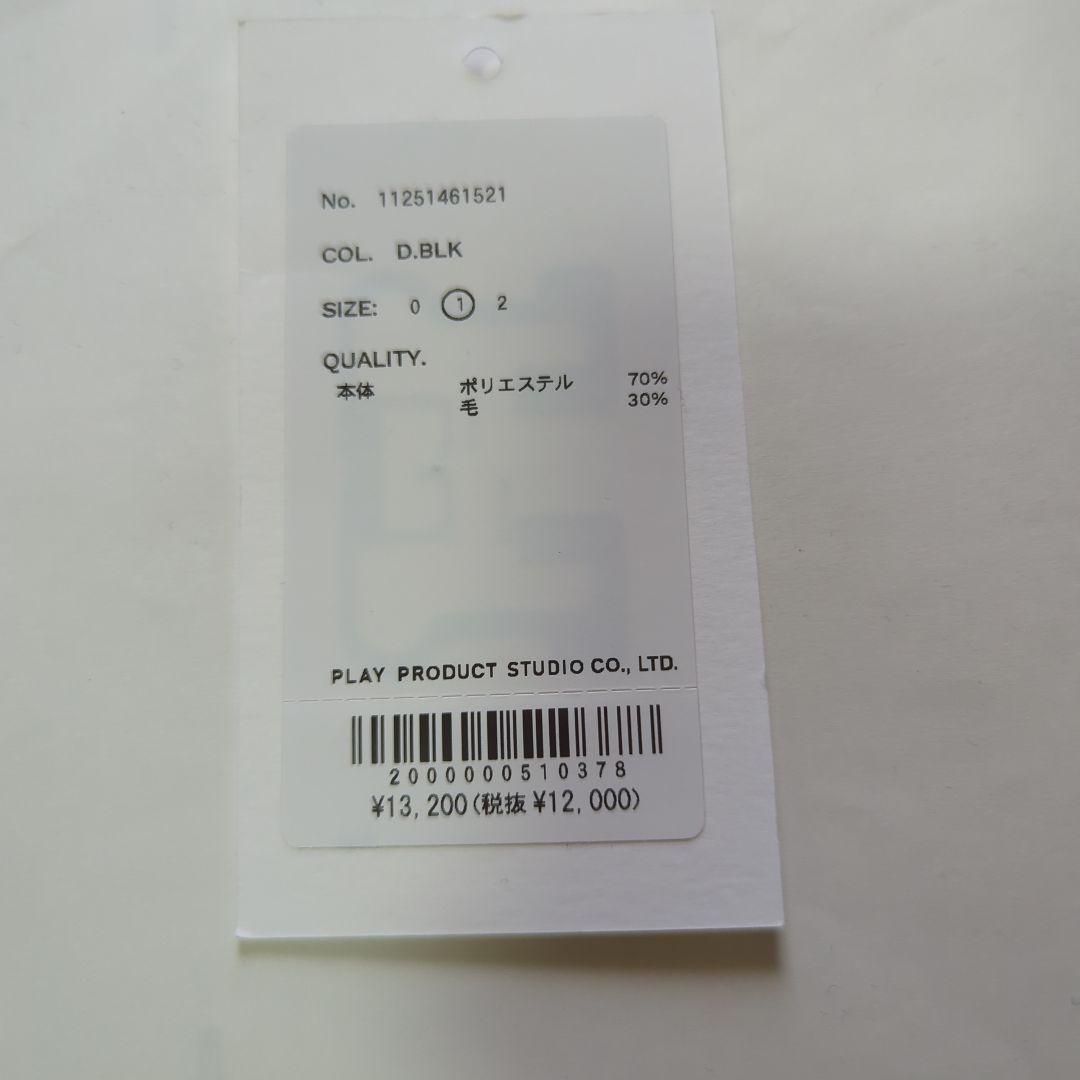 No. 11251461521
COL. D.BLK
SIZE: 0 1 2
QUALITY.
本体 ポリエステル 70%
毛 30%
PLAY PRODUCT STUDIO CO., LTD.
2000000510378
¥13,200(税抜¥12,000)